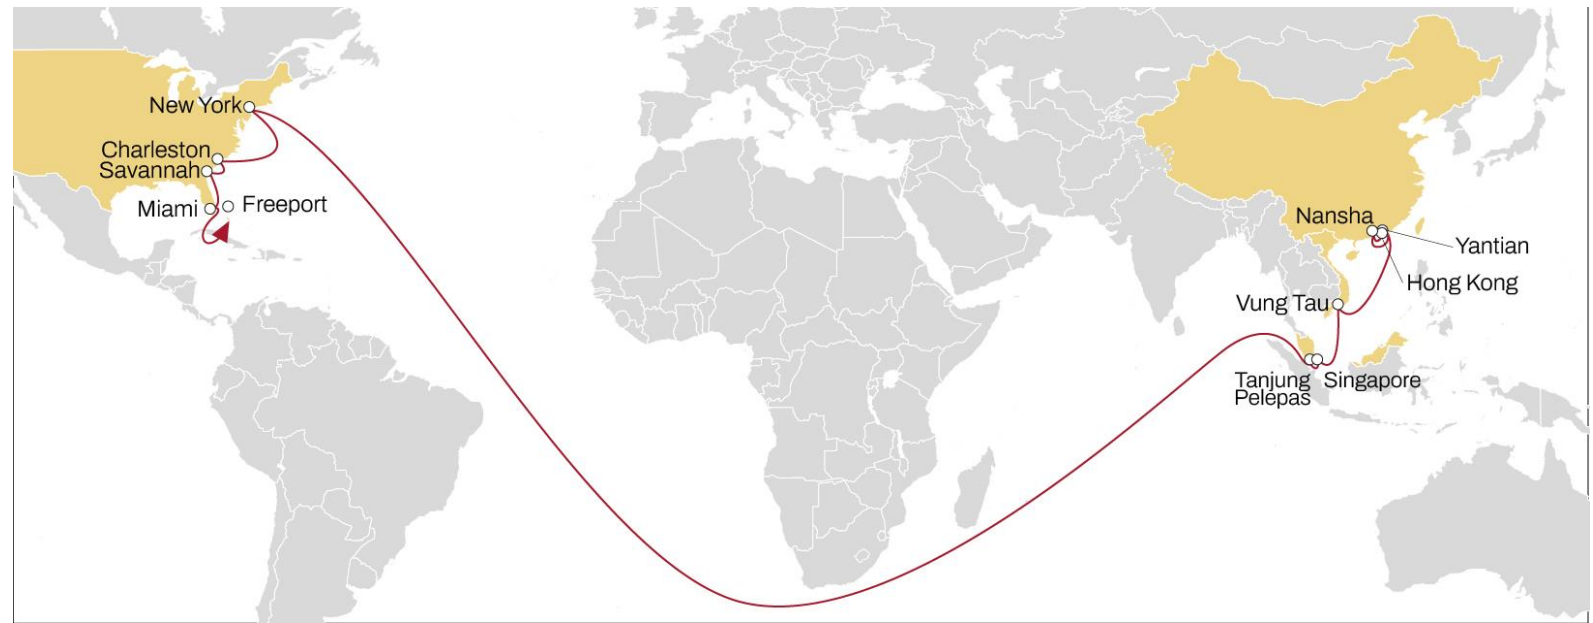 New York
Charleston
Savannah
Miami
Freeport
Nansha
Yantian
Hong Kong
Vung Tau
Tanjung
Pelepas
Singapore